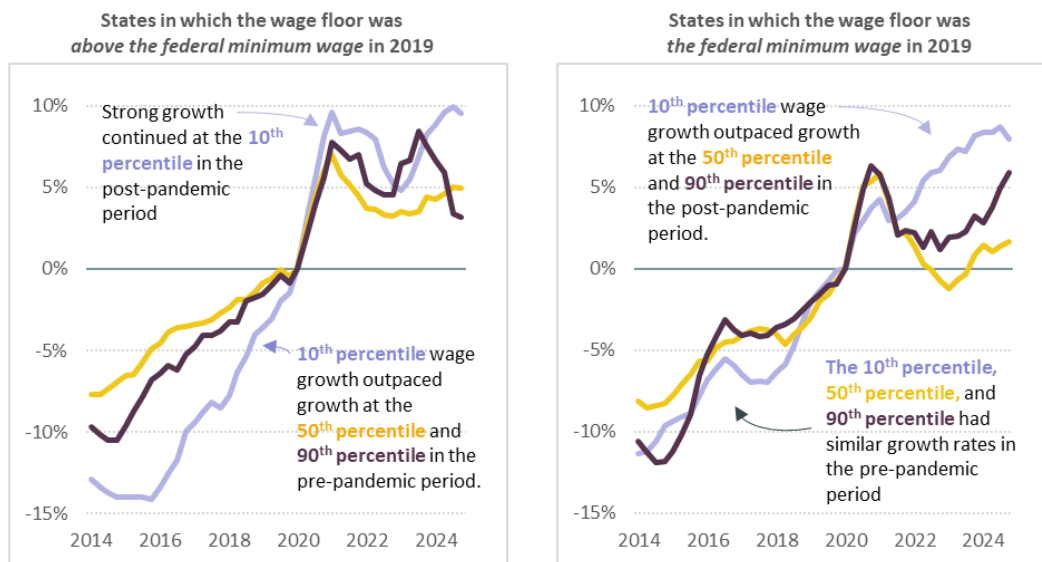 States in which the wage floor was
above the federal minimum wage in 2019
10%
5%
0%
-5%
-10%
-15%
Strong growth
continued at the 10th
percentile in the
post-pandemic
period
10th percentile wage
growth outpaced
growth at the
50th percentile and
90th percentile in the
pre-pandemic period.
2014 2016 2018 2020 2022 2024
States in which the wage floor was
the federal minimum wage in 2019
10%
5%
0%
-5%
-10%
-15%
10th percentile wage
growth outpaced growth
at the 50th percentile
and 90th percentile in
the post-pandemic
period.
The 10th percentile,
50th percentile, and
90th percentile had
similar growth rates in
the pre-pandemic
period
2014 2016 2018 2020 2022 2024